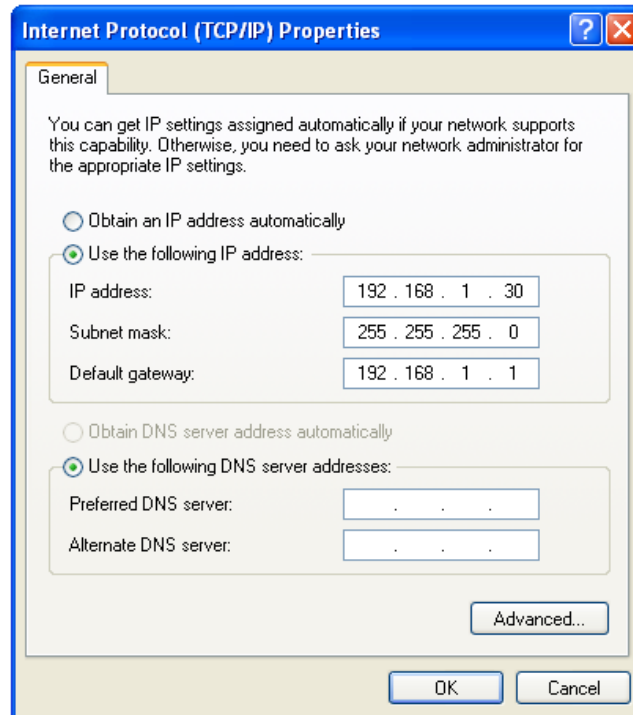 Internet Protocol (TCP/IP) Properties
General
You can get IP settings assigned automatically if your network supports
this capability. Otherwise, you need to ask your network administrator for
the appropriate IP settings.
Obtain an IP address automatically
Use the following IP address:
IP address: 192 . 168 . 1 . 30
Subnet mask: 255 . 255 . 255 . 0
Default gateway: 192 . 168 . 1 . 1
Obtain DNS server address automatically
Use the following DNS server addresses:
Preferred DNS server: . . .
Alternate DNS server: . . .
Advanced...
OK Cancel